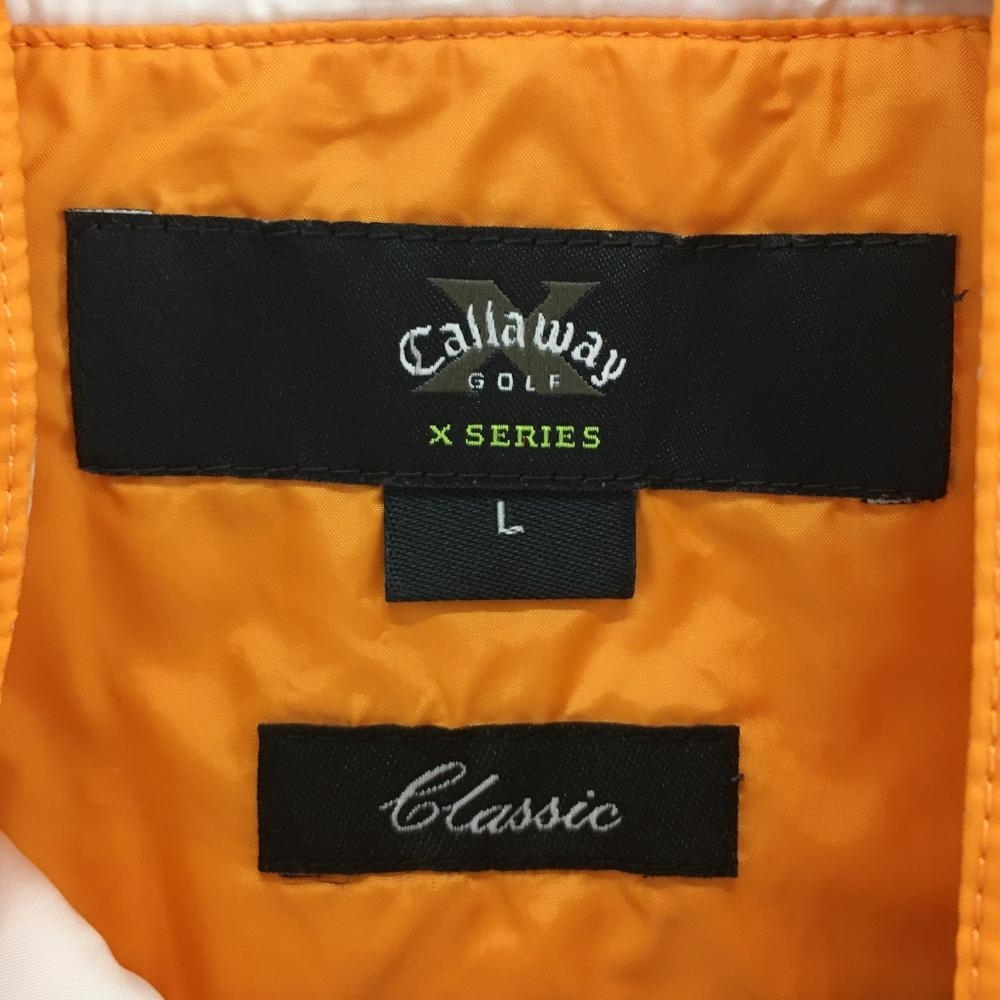 X
Callaway
GOLF
X SERIES
L
Classic